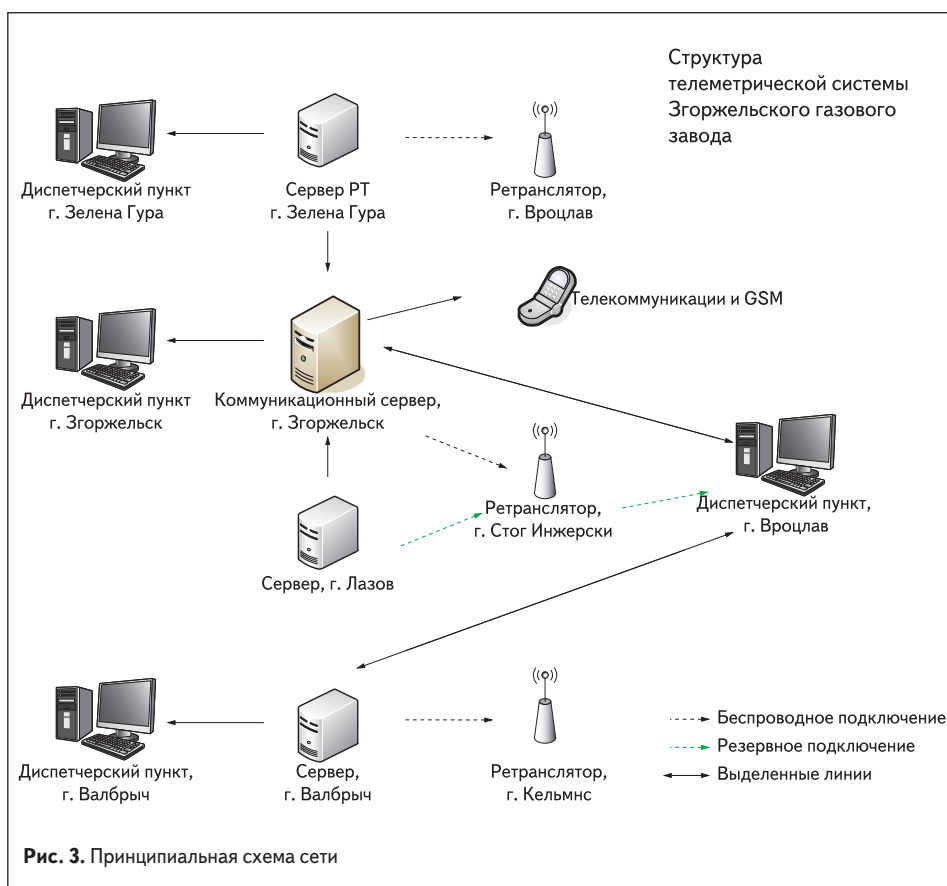 Структура
телеметрической системы
Згоржельского газового
завода
Диспетчерский пункт
г. Зелена Гура
Сервер РТ
г. Зелена Гура
Ретранслятор,
г. Вроцлав
Телекоммуникации и GSM
Диспетчерский пункт
г. Згоржельск
Коммуникационный сервер,
г. Згоржельск
Ретранслятор,
г. Стог Инжерски
Диспетчерский пункт,
г. Вроцлав
Сервер, г. Лазов
Диспетчерский пункт,
г. Валбрыч
Сервер,
г. Валбрыч
Ретранслятор,
г. Кельмнс
Беспроводное подключение
Резервное подключение
Выделенные линии
Рис. 3. Принципиальная схема сети